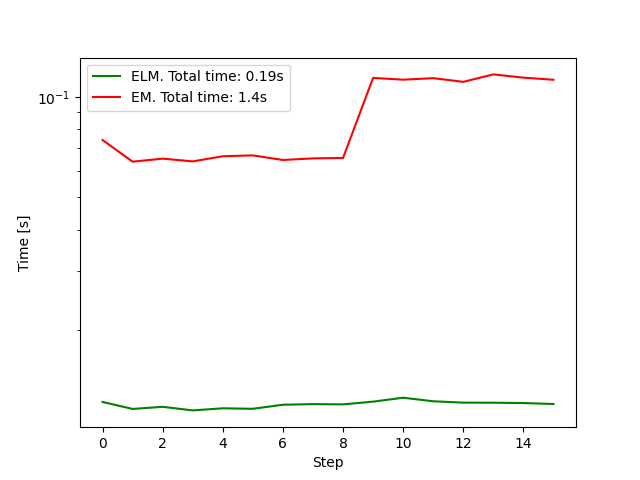 ELM. Total time: 0.19s
EM. Total time: 1.4s
10⁻¹
Time [s]
0 2 4 6 8 10 12 14
Step